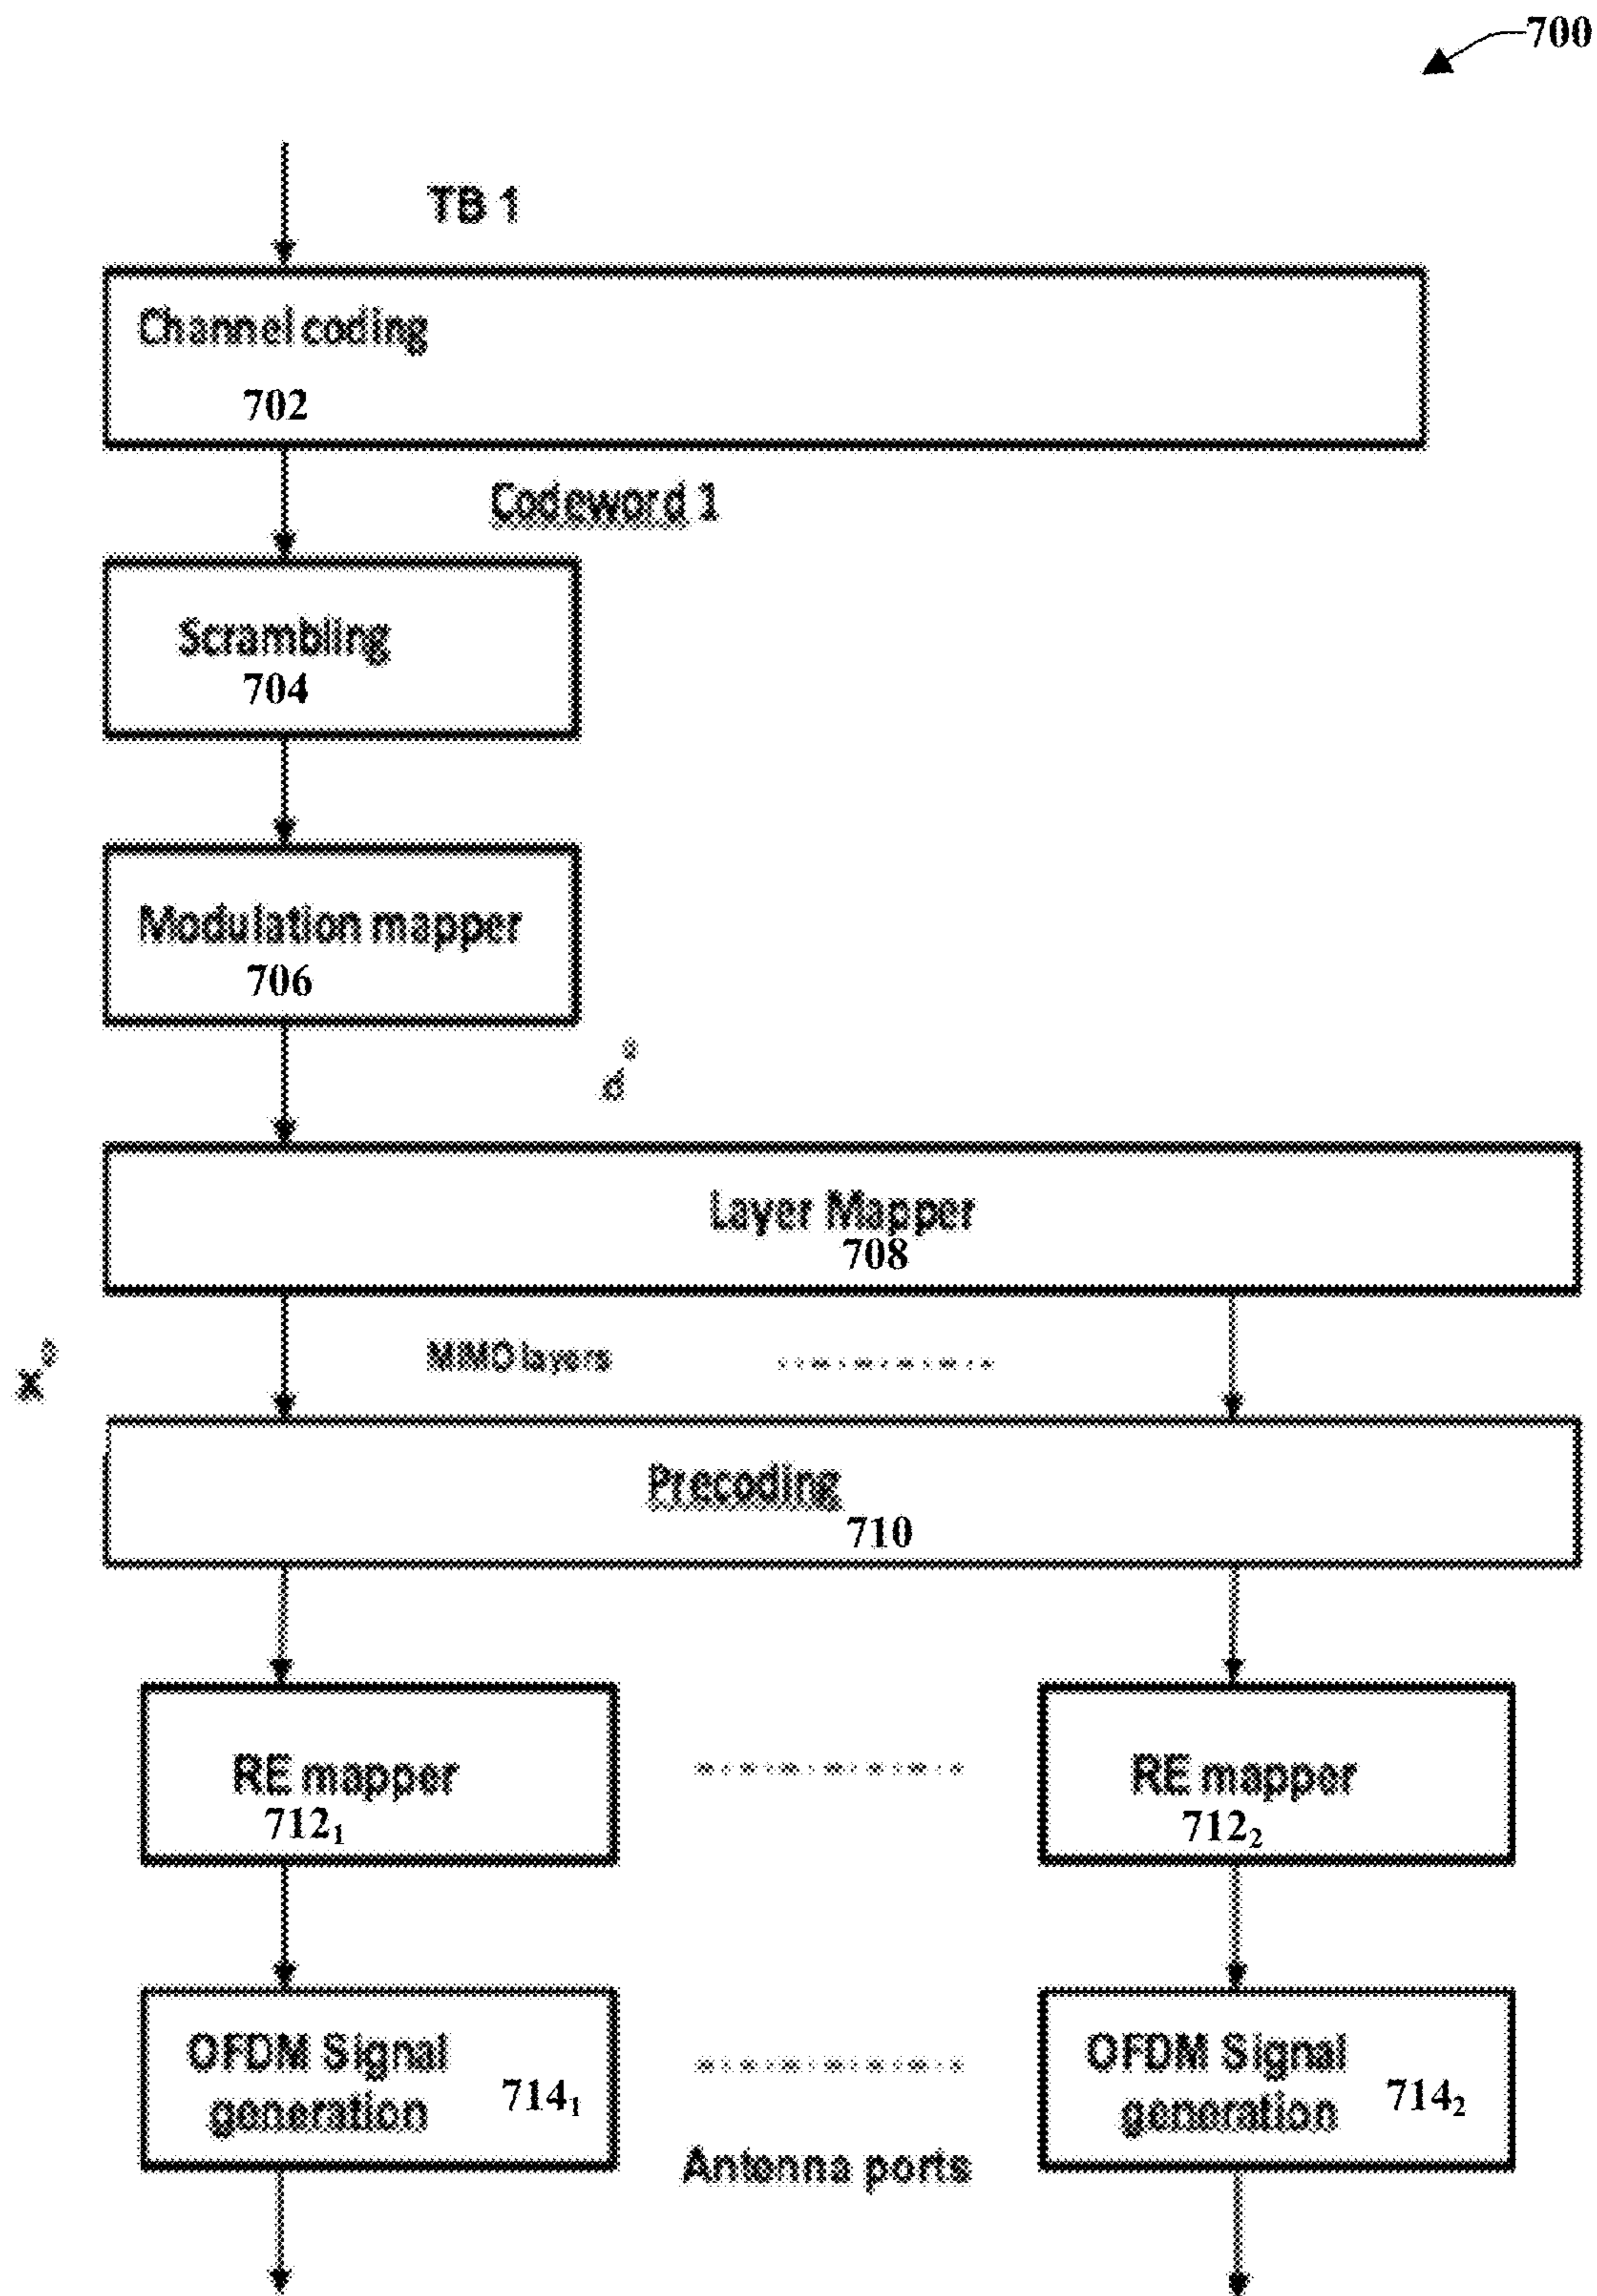 700
TB 1
Channel coding
702
Codeword 1
Scrambling
704
Modulation mapper
706
d
Layer Mapper
708
x
MIMO layers
Precoding
710
RE mapper
712₁
RE mapper
712₂
OFDM Signal
generation
714₁
OFDM Signal
generation
714₂
Antenna ports